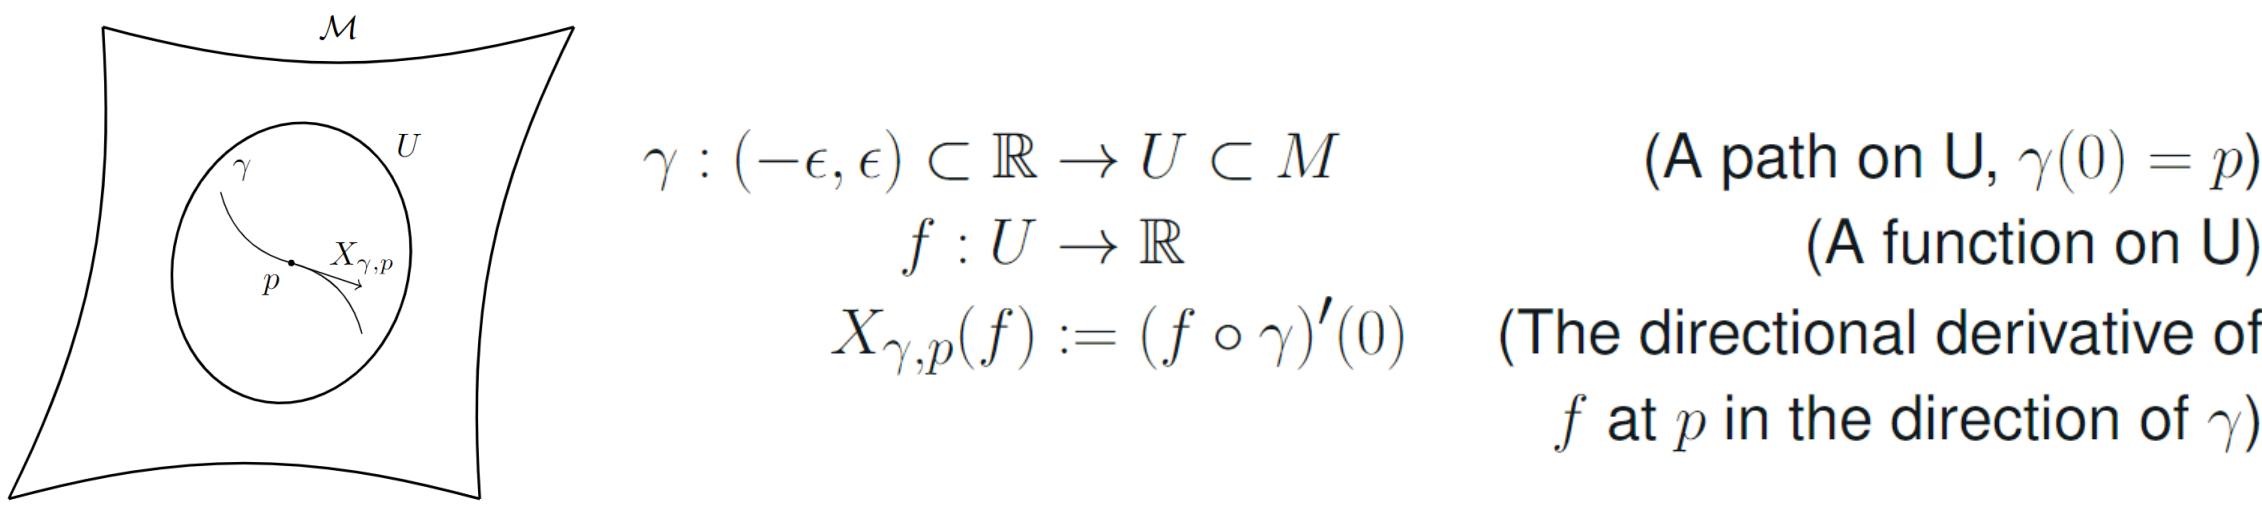 ℳ
U
γ
X_{γ,p}
p
γ : (−ϵ, ϵ) ⊂ ℝ → U ⊂ M (A path on U, γ(0) = p)
f : U → ℝ (A function on U)
X_{γ,p}(f) := (f ∘ γ)′(0) (The directional derivative of
f at p in the direction of γ)